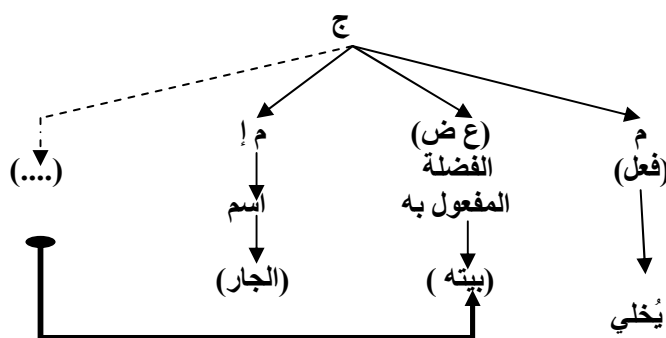 ج
م (ع ض) م إ (....)
(فعل) الفضلة اسم
المفعول به
يُخلي (بيته ) (الجار)